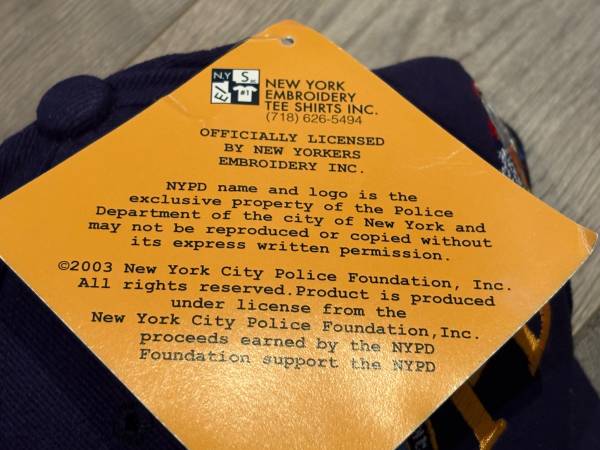 N.Y. S
E/ #1
NEW YORK
EMBROIDERY
TEE SHIRTS INC.
(718) 626-5494
OFFICIALLY LICENSED
BY NEW YORKERS
EMBROIDERY INC.
NYPD name and logo is the
exclusive property of the Police
Department of the city of New York and
may not be reproduced or copied without
its express written permission.
©2003 New York City Police Foundation, Inc.
All rights reserved.Product is produced
under license from the
New York City Police Foundation,Inc.
proceeds earned by the NYPD
Foundation support the NYPD